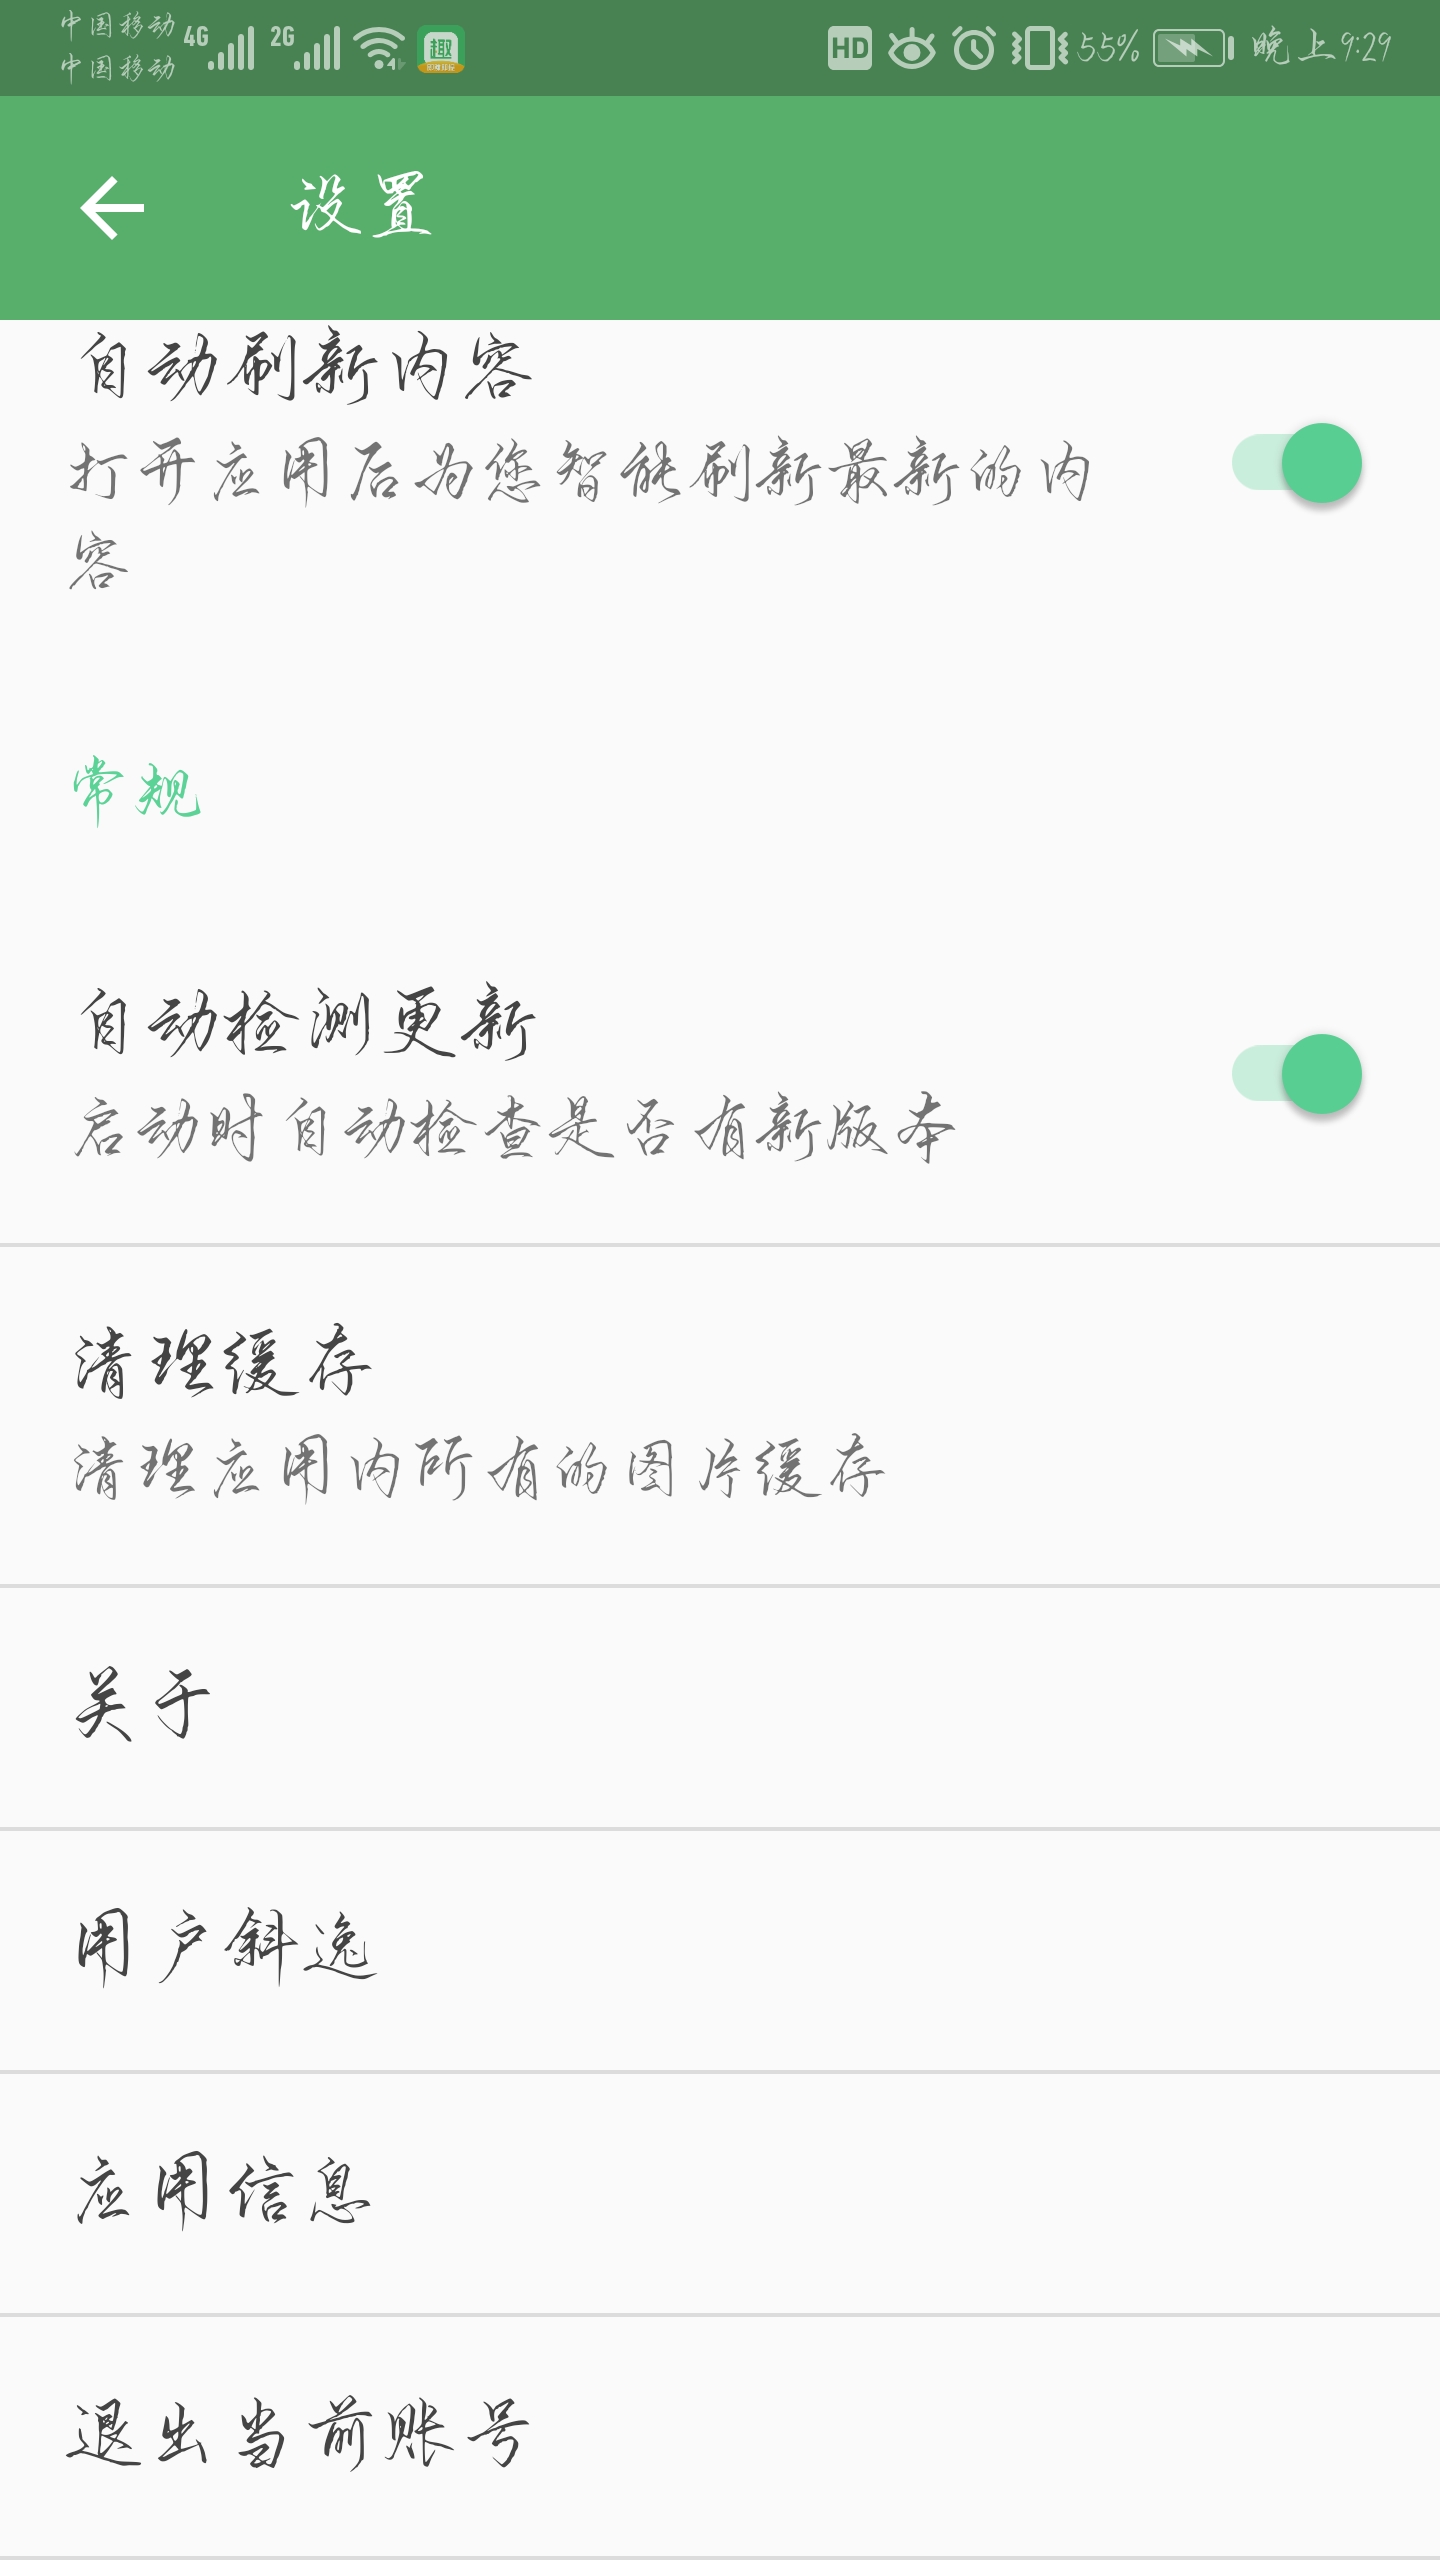 中国移动 4G 2G HD 55% 晚上9:29
中国移动
趣
设置
自动刷新内容
打开应用后为您智能刷新最新的内
容
常规
自动检测更新
启动时自动检查是否有新版本
清理缓存
清理应用内所有的图片缓存
关于
用户斜逸
应用信息
退出当前账号